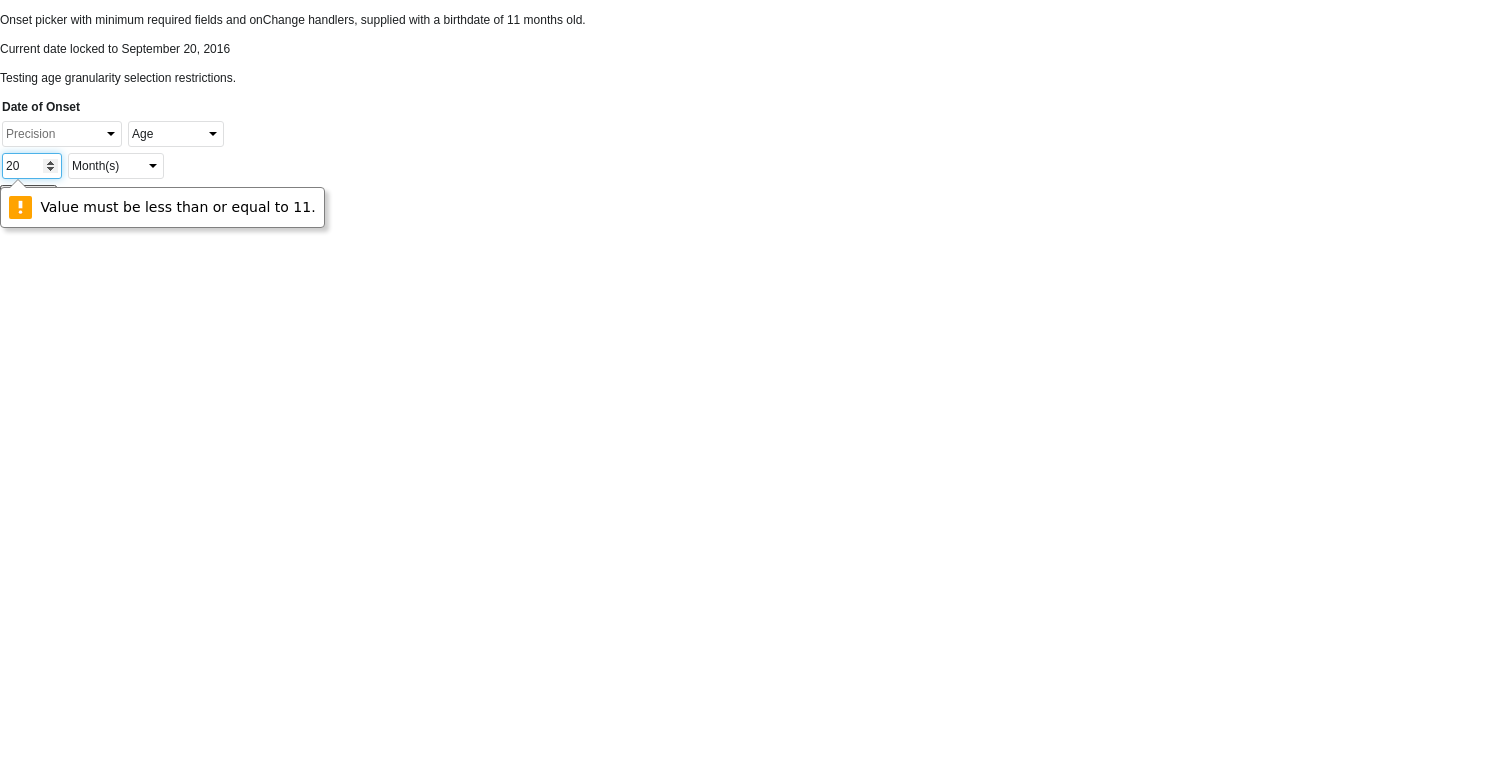 Onset picker with minimum required fields and onChange handlers, supplied with a birthdate of 11 months old.
Current date locked to September 20, 2016
Testing age granularity selection restrictions.
Date of Onset
Precision Age
20 Month(s)
Value must be less than or equal to 11.